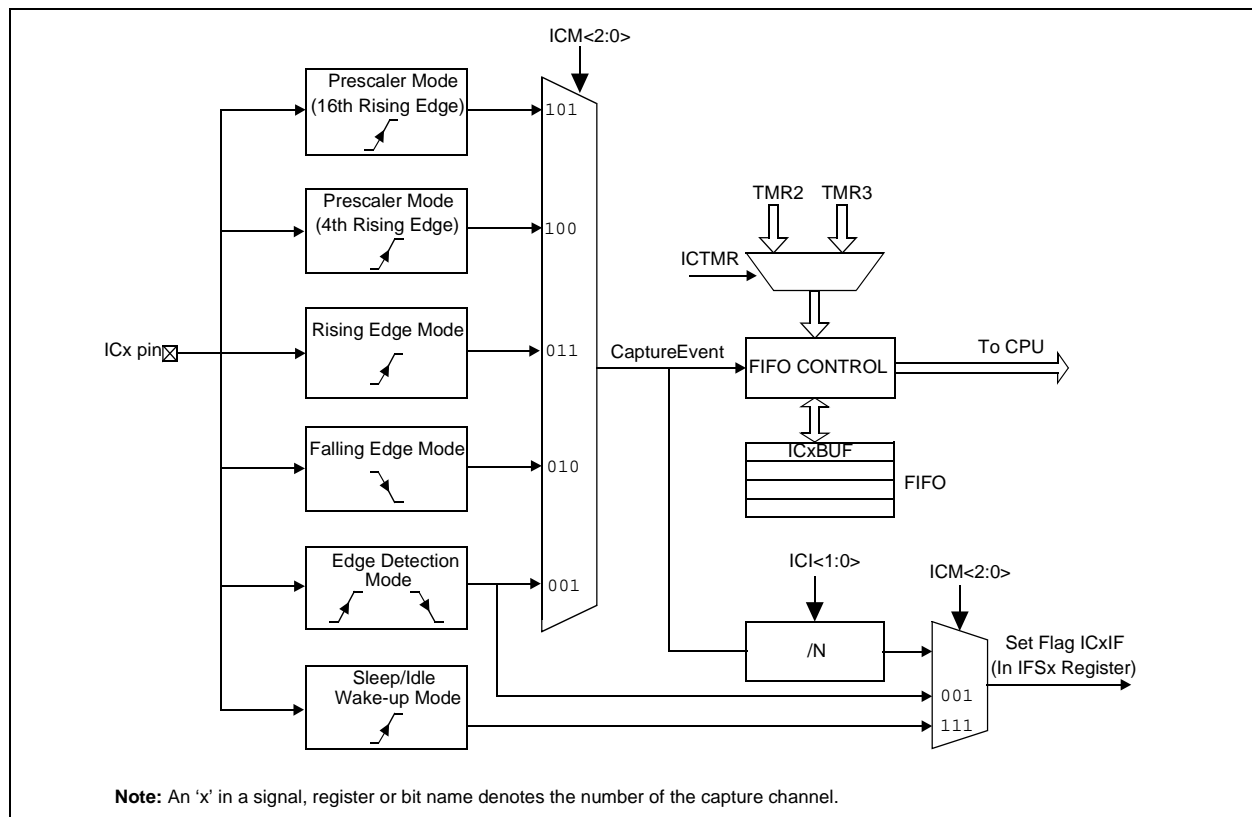 ICM<2:0>
Prescaler Mode
(16th Rising Edge)
101
Prescaler Mode
(4th Rising Edge)
100
TMR2
TMR3
ICTMR
ICx pin
Rising Edge Mode
011
CaptureEvent
FIFO CONTROL
To CPU
Falling Edge Mode
010
ICxBUF
FIFO
Edge Detection
Mode
001
ICI<1:0>
ICM<2:0>
/N
Set Flag ICxIF
(In IFSx Register)
001
Sleep/Idle
Wake-up Mode
111
Note: An ‘x’ in a signal, register or bit name denotes the number of the capture channel.